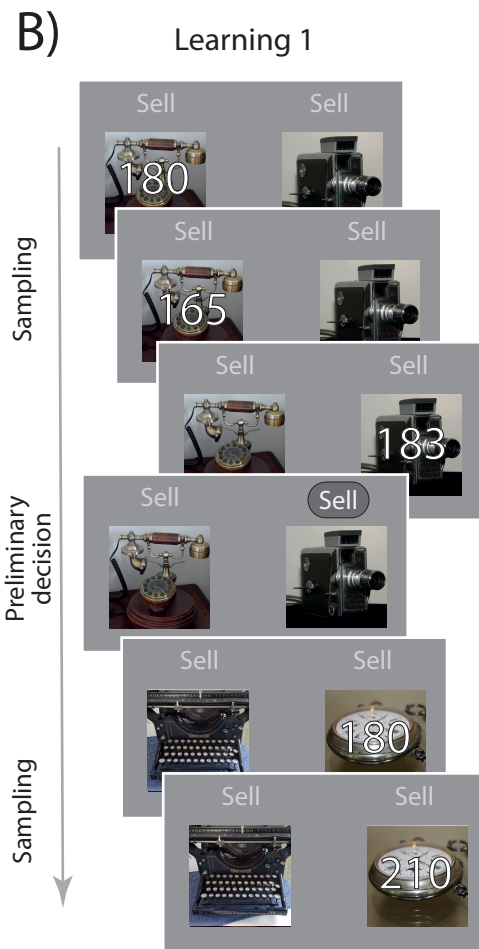 B)
Learning 1
Sell Sell
180
Sell Sell
165
Sampling
Sell Sell
183
Sell Sell
Preliminary
decision
Sell Sell
180
Sell Sell
210
Sampling